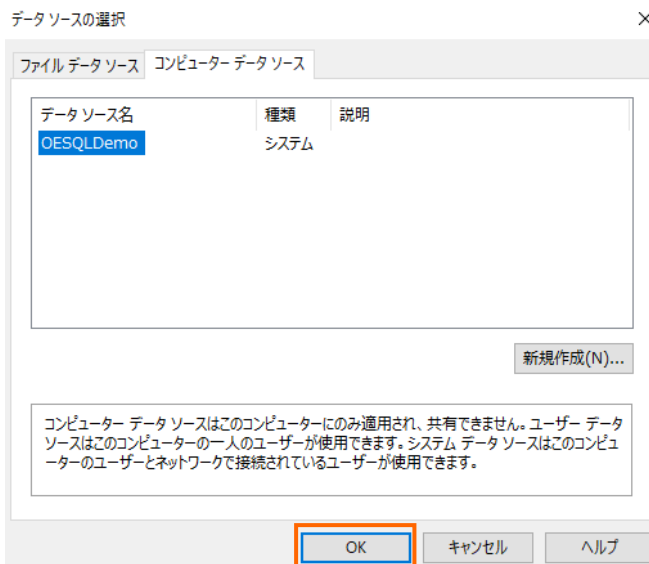 データ ソースの選択
ファイル データ ソース コンピューター データ ソース
データ ソース名 種類 説明
OESQLDemo システム
新規作成(N)...
コンピューター データ ソースはこのコンピューターにのみ適用され、共有できません。ユーザー データ
ソースはこのコンピューターの一人のユーザーが使用できます。システム データ ソースはこのコンピュ
ーターのユーザーとネットワークで接続されているユーザーが使用できます。
OK キャンセル ヘルプ